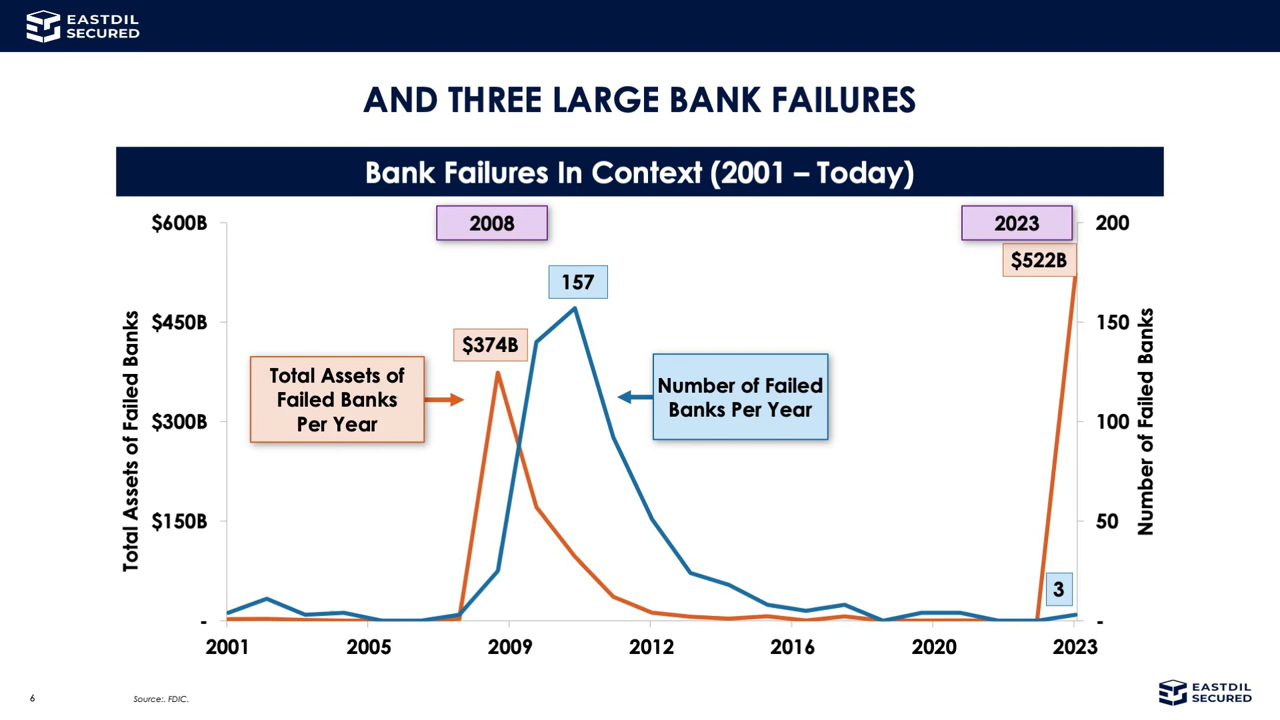 EASTDIL
SECURED
AND THREE LARGE BANK FAILURES
Bank Failures In Context (2001 – Today)
$600B
2008
2023
200
$522B
157
$450B
150
$374B
Total Assets of
Failed Banks
Per Year
Number of Failed
Banks Per Year
$300B
100
Total Assets of Failed Banks
Number of Failed Banks
$150B
50
3
-
-
2001
2005
2009
2012
2016
2020
2023
6
Source:. FDIC.
EASTDIL
SECURED